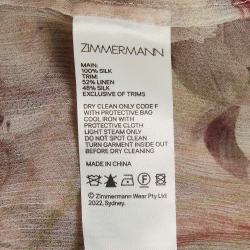 ZIMMERMANN
MAIN:
100% SILK
TRIM:
52% LINEN
48% SILK
EXCLUSIVE OF TRIMS
DRY CLEAN ONLY CODE F
WITH PROTECTIVE BAG
COOL IRON WITH
PROTECTIVE CLOTH
LIGHT STEAM ONLY
DO NOT SPOT CLEAN
TURN GARMENT INSIDE OUT
BEFORE DRY CLEANING
MADE IN CHINA
© Zimmermann Wear Pty Ltd
2022, Sydney.